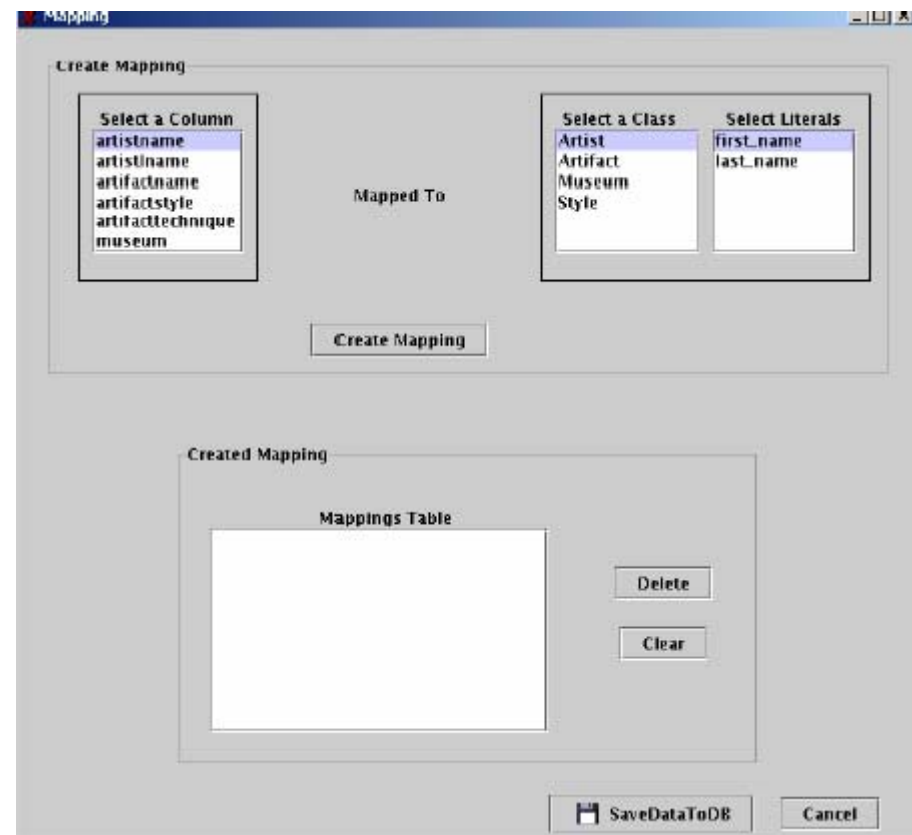 Mapping
Create Mapping
Select a Column
artistname
artistlname
artifactname
artifactstyle
artifacttechnique
museum
Mapped To
Select a Class
Artist
Artifact
Museum
Style
Select Literals
first_name
last_name
Create Mapping
Created Mapping
Mappings Table
Delete
Clear
SaveDataToDB
Cancel